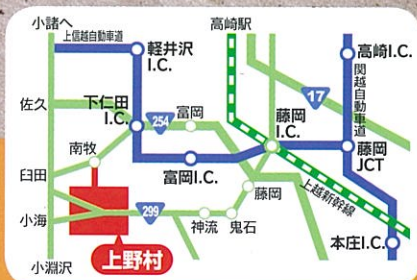 小諸へ
高崎駅
上信越自動車道
軽井沢
I.C.
高崎I.C.
関越自動車道
17
佐久
下仁田
I.C.
254
富岡
藤岡
I.C.
南牧
藤岡
JCT
臼田
富岡I.C.
上越新幹線
藤岡
小海
299
神流
鬼石
本庄I.C.
上野村
小淵沢